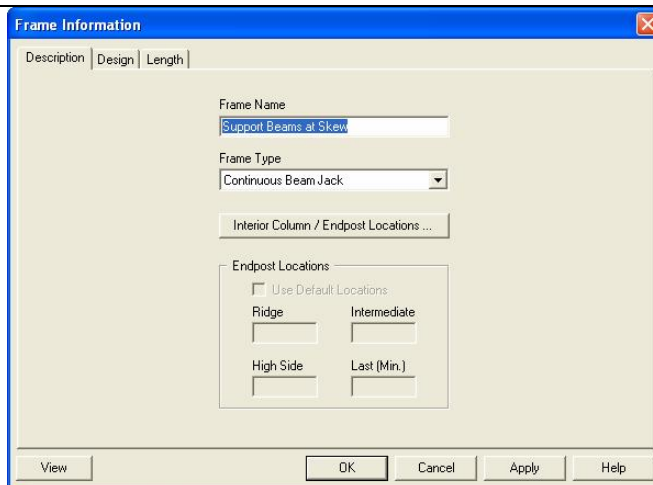 Frame Information
Description Design Length
Frame Name
Support Beams at Skew
Frame Type
Continuous Beam Jack
Interior Column / Endpost Locations ...
Endpost Locations
Use Default Locations
Ridge Intermediate
High Side Last (Min.)
View OK Cancel Apply Help